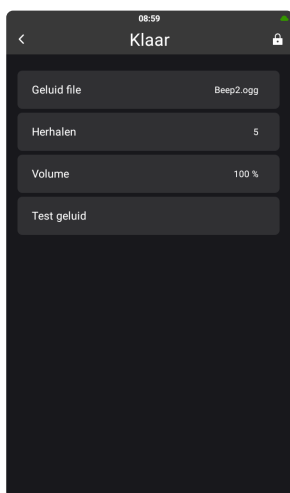 08:59
Klaar
Geluid file Beep2.ogg
Herhalen 5
Volume 100 %
Test geluid